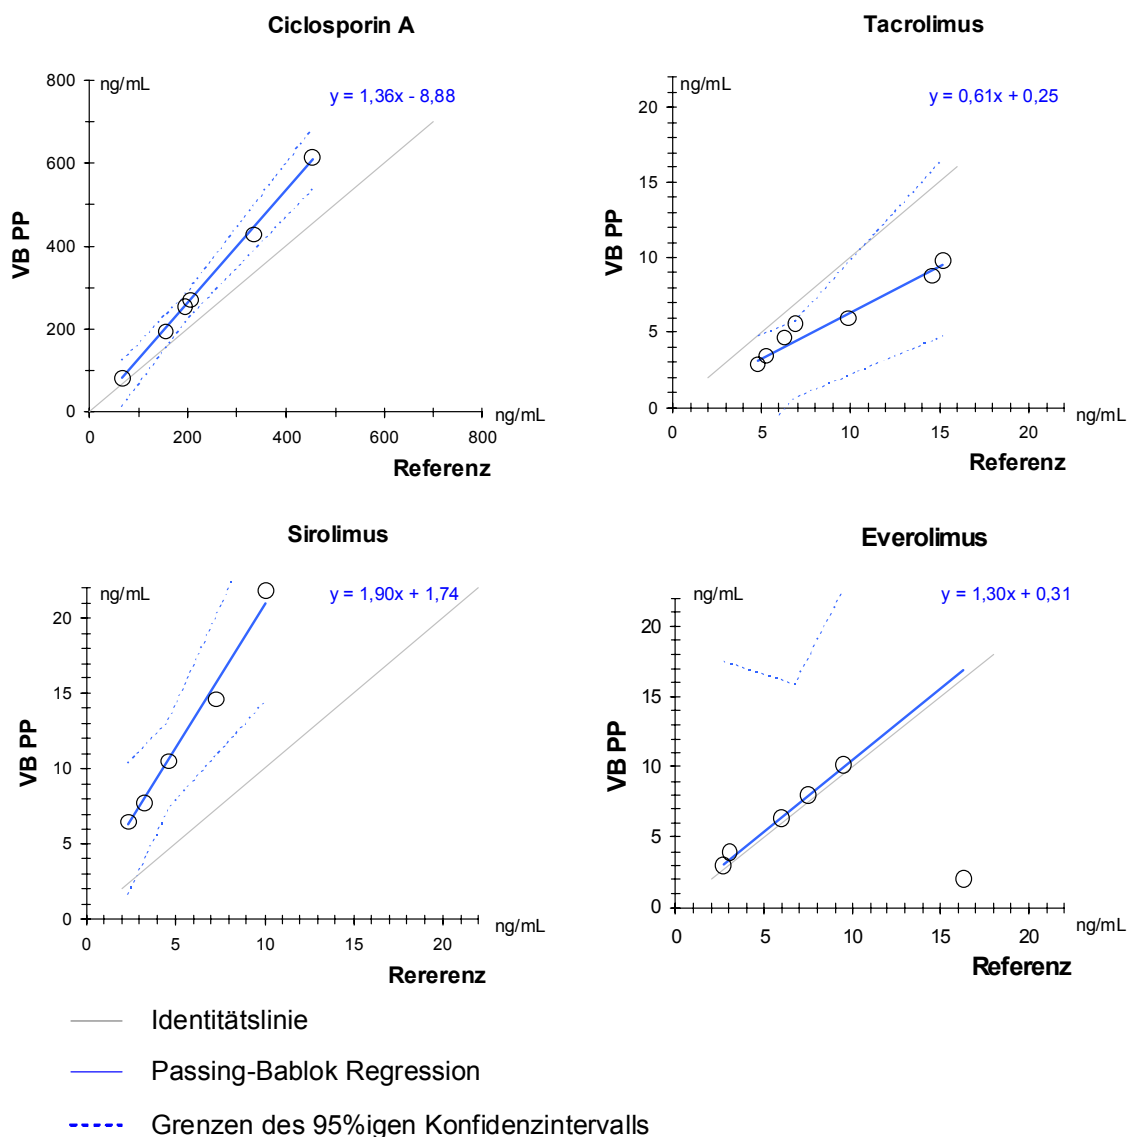 Ciclosporin A
ng/mL
y = 1,36x - 8,88
800
600
400
200
0
VB PP
0 200 400 600 800
ng/mL
Referenz
Tacrolimus
ng/mL
y = 0,61x + 0,25
20
15
10
5
0
VB PP
0 5 10 15 20
ng/mL
Referenz
Sirolimus
ng/mL
y = 1,90x + 1,74
20
15
10
5
0
VB PP
0 5 10 15 20
ng/mL
Rererenz
Everolimus
ng/mL
y = 1,30x + 0,31
20
15
10
5
0
VB PP
0 5 10 15 20
ng/mL
Referenz
Identitätslinie
Passing-Bablok Regression
Grenzen des 95%igen Konfidenzintervalls